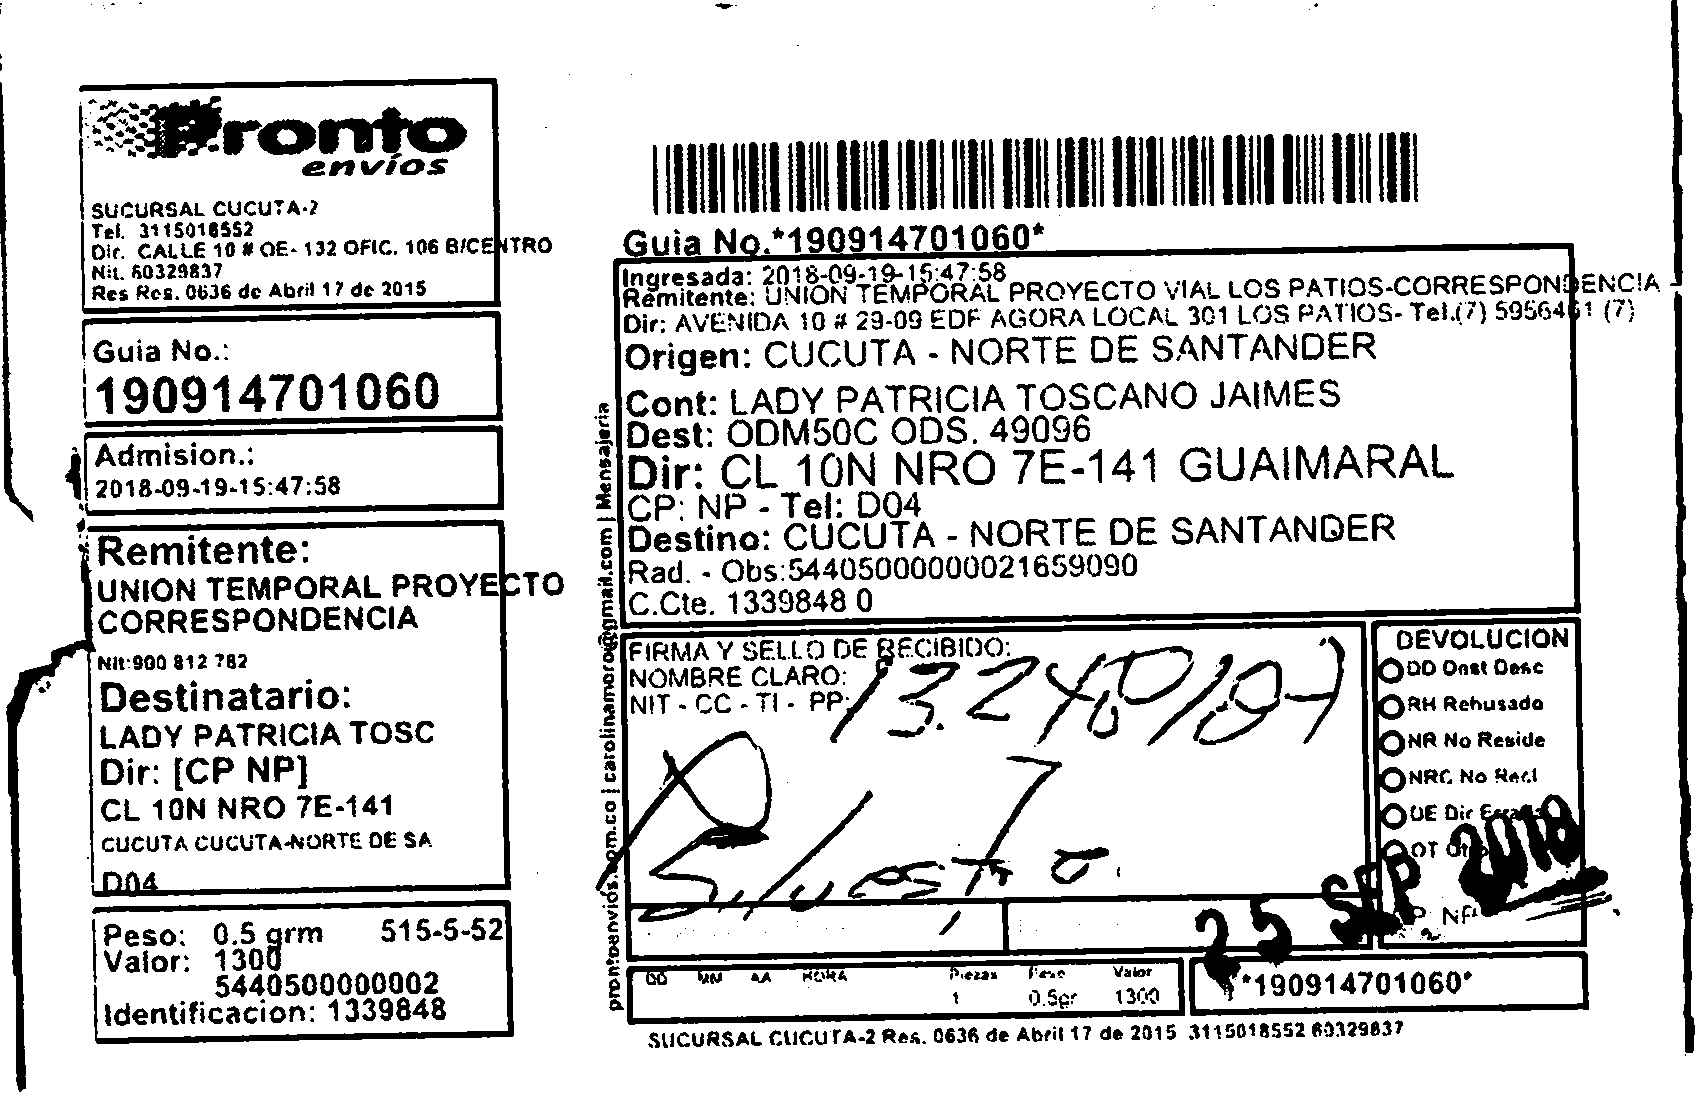 Pronto
envíos
SUCURSAL CUCUTA-2
Tel. 3115018552
Dir. CALLE 10 # OE- 132 OFIC. 106 B/CENTRO
Nit. 60329837
Res Res. 0636 de Abril 17 de 2015
Guia No.:
190914701060
Admision.:
2018-09-19-15:47:58
Remitente:
UNION TEMPORAL PROYECTO
CORRESPONDENCIA
Nit:900 812 782
Destinatario:
LADY PATRICIA TOSC
Dir: [CP NP]
CL 10N NRO 7E-141
CUCUTA CUCUTA-NORTE DE SA
D04
Peso: 0.5 grm 515-5-52
Valor: 1300
5440500000002
Identificacion: 1339848
Guia No.*190914701060*
Ingresada: 2018-09-19-15:47:58
Remitente: UNION TEMPORAL PROYECTO VIAL LOS PATIOS-CORRESPONDENCIA
Dir: AVENIDA 10 # 29-09 EDF AGORA LOCAL 301 LOS PATIOS- Tel.(7) 5956461 (7)
Origen: CUCUTA - NORTE DE SANTANDER
Cont: LADY PATRICIA TOSCANO JAIMES
Dest: ODM50C ODS. 49096
Dir: CL 10N NRO 7E-141 GUAIMARAL
CP: NP - Tel: D04
Destino: CUCUTA - NORTE DE SANTANDER
Rad. - Obs:54405000000021659090
C.Cte. 1339848 0
prontoenvios.com.co | carolinamero@gmail.com | Mensajeria
FIRMA Y SELLO DE RECIBIDO:
NOMBRE CLARO:
NIT - CC - TI - PP:
Silvestre
DEVOLUCION
DD Dest Desc
RH Rehusado
NR No Reside
NRC No Recl
DE Dir Errada
OT
25 SEP 2018
DD MM AA HORA Piezas Peso Valor
1 0.5gr 1300
*190914701060*
SUCURSAL CUCUTA-2 Res. 0636 de Abril 17 de 2015 3115018552 60329837